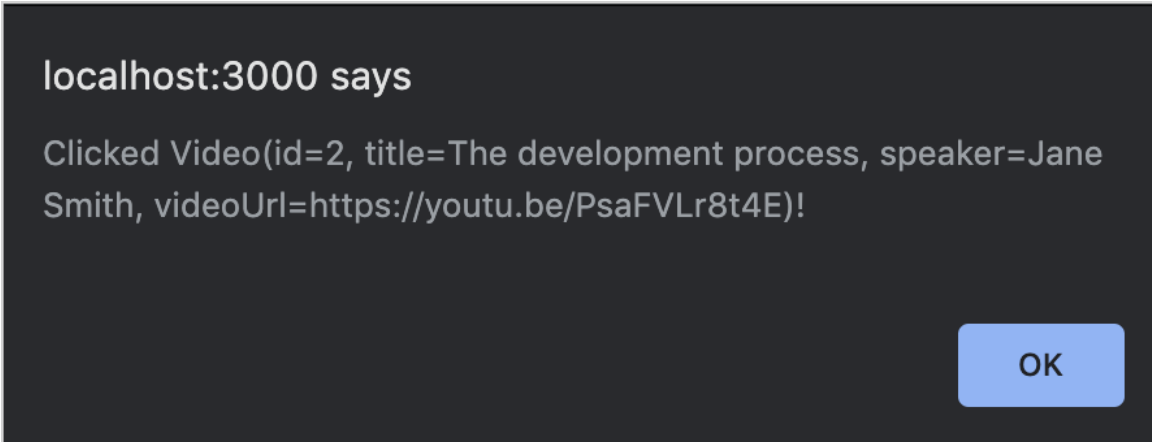 localhost:3000 says
Clicked Video(id=2, title=The development process, speaker=Jane
Smith, videoUrl=https://youtu.be/PsaFVLr8t4E)!
OK